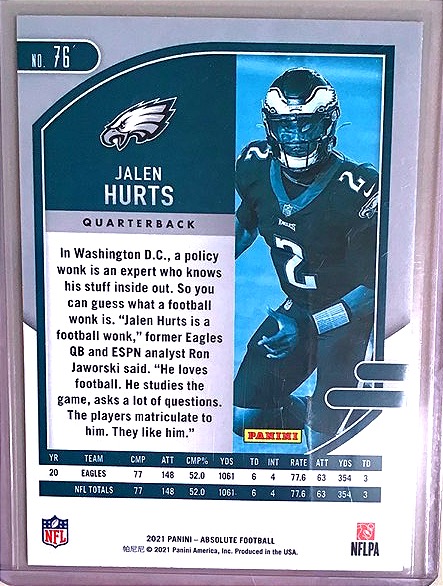 NO. 76
JALEN
HURTS
QUARTERBACK
2
2
EAGLES
In Washington D.C., a policy
wonk is an expert who knows
his stuff inside out. So you
can guess what a football
wonk is. "Jalen Hurts is a
football wonk," former Eagles
QB and ESPN analyst Ron
Jaworski said. "He loves
football. He studies the
game, asks a lot of questions.
The players matriculate to
him. They like him."
PANINI
YR TEAM CMP ATT CMP% YDS TD INT RATE ATT YDS TD
20 EAGLES 77 148 52.0 1061 6 4 77.6 63 354 3
NFL TOTALS 77 148 52.0 1061 6 4 77.6 63 354 3
NFL
2021 PANINI – ABSOLUTE FOOTBALL
帕尼尼 © 2021 Panini America, Inc. Produced in the USA.
NFLPA